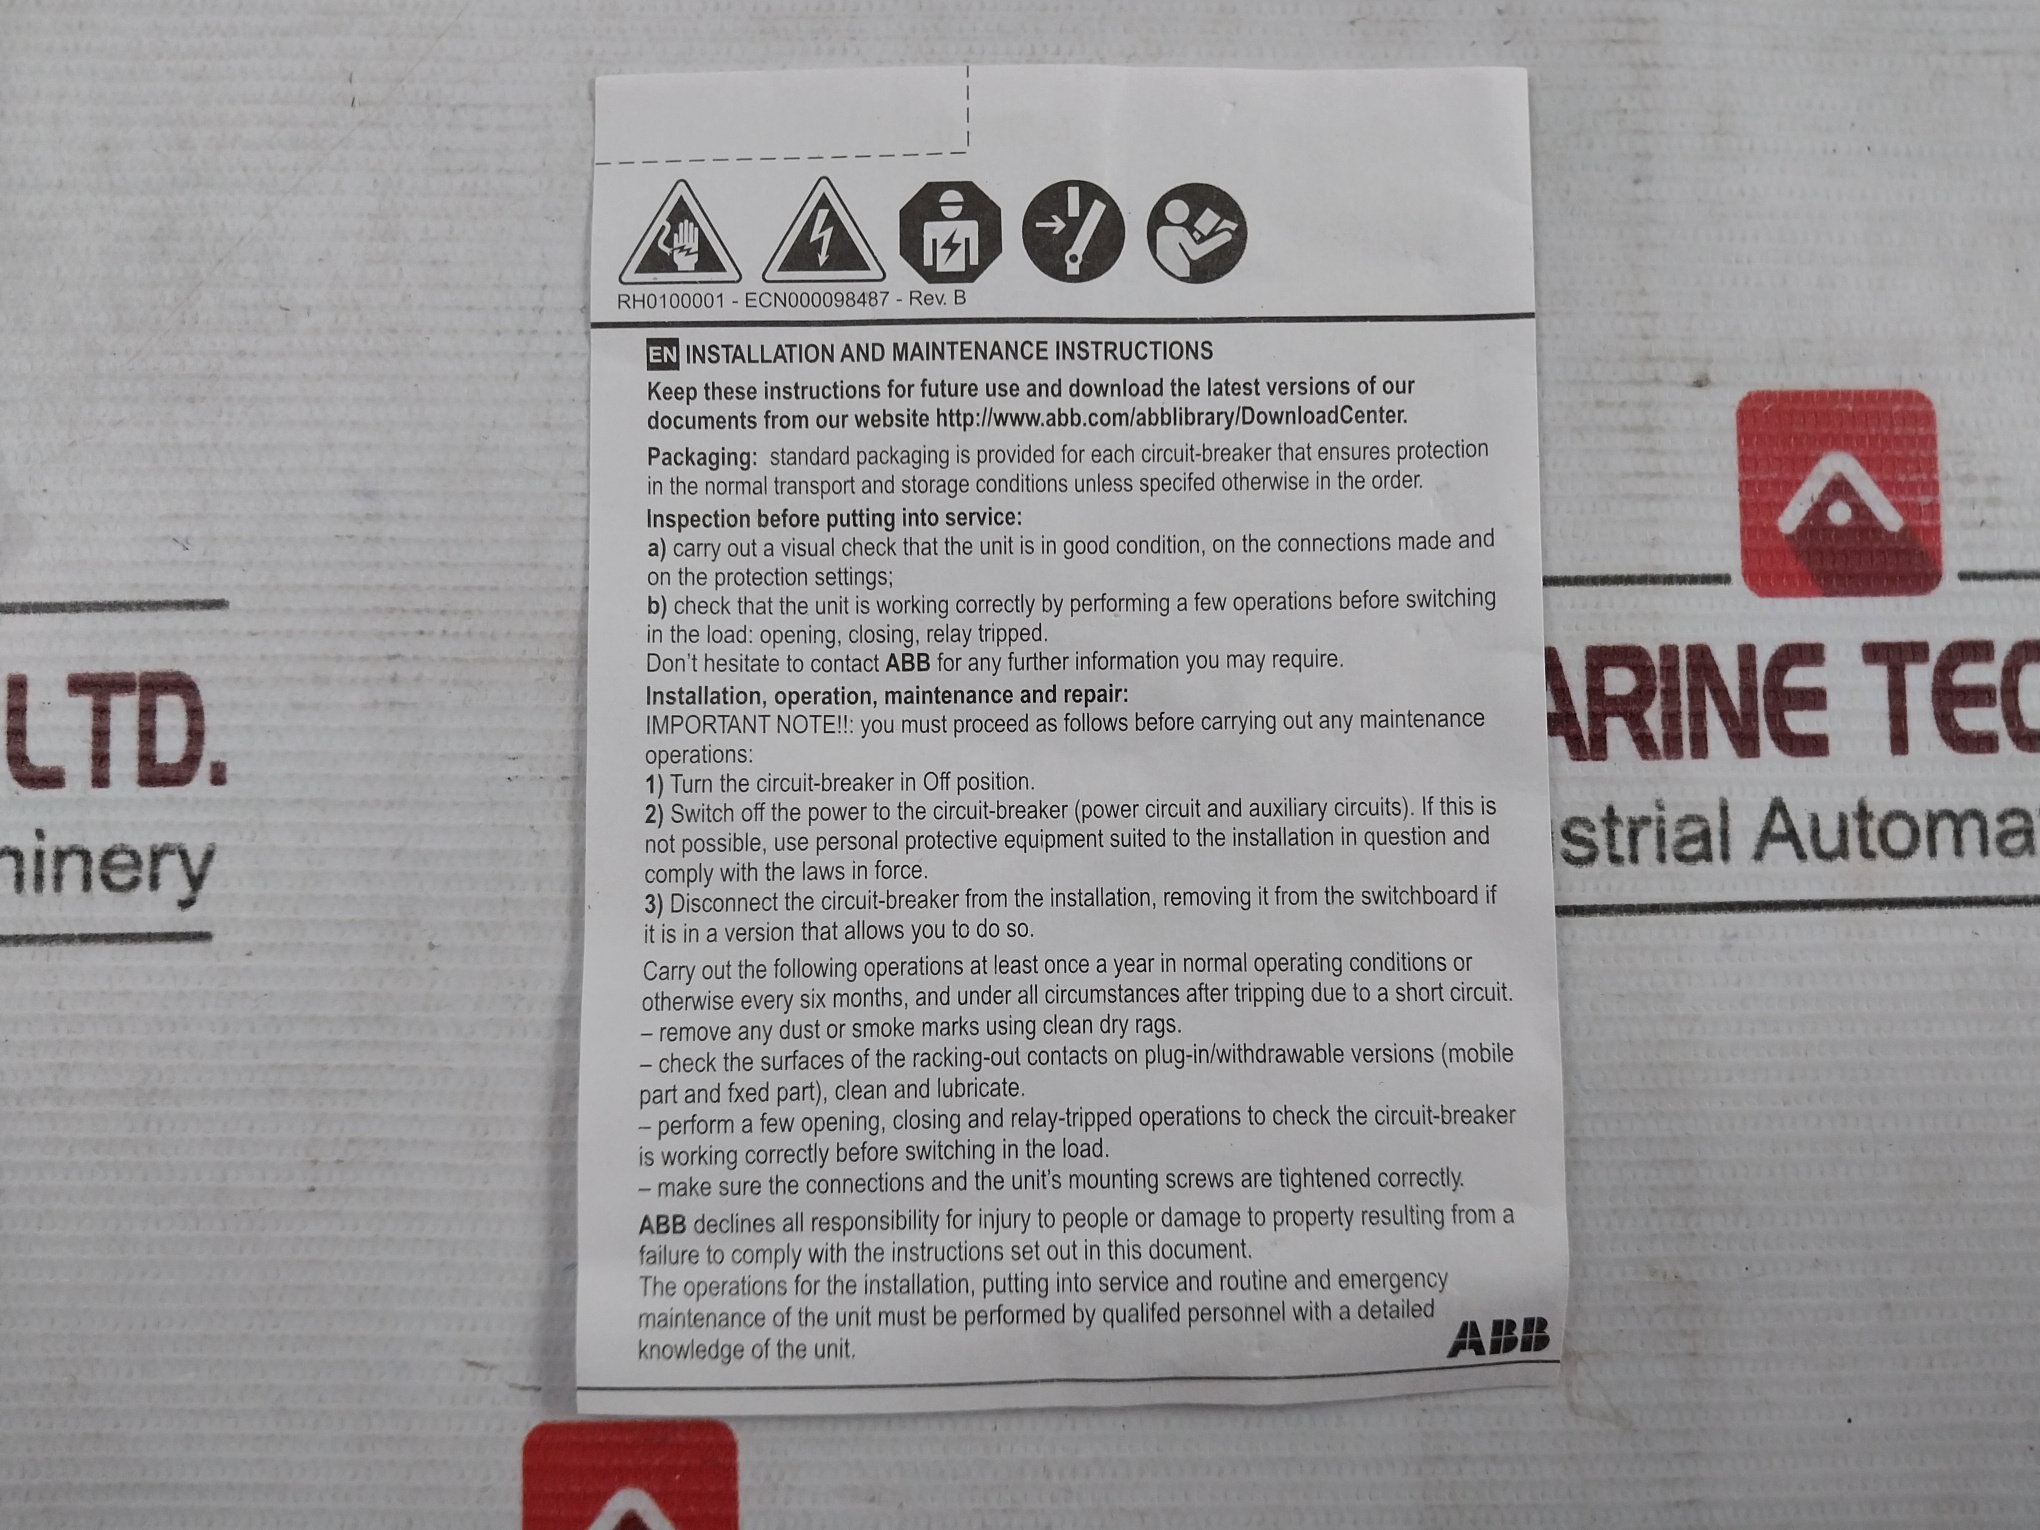 RH0100001 - ECN000098487 - Rev. B
EN INSTALLATION AND MAINTENANCE INSTRUCTIONS
Keep these instructions for future use and download the latest versions of our
documents from our website http://www.abb.com/abblibrary/DownloadCenter.
Packaging: standard packaging is provided for each circuit-breaker that ensures protection
in the normal transport and storage conditions unless specifed otherwise in the order.
Inspection before putting into service:
a) carry out a visual check that the unit is in good condition, on the connections made and
on the protection settings;
b) check that the unit is working correctly by performing a few operations before switching
in the load: opening, closing, relay tripped.
Don't hesitate to contact ABB for any further information you may require.
Installation, operation, maintenance and repair:
IMPORTANT NOTE!!: you must proceed as follows before carrying out any maintenance
operations:
1) Turn the circuit-breaker in Off position.
2) Switch off the power to the circuit-breaker (power circuit and auxiliary circuits). If this is
not possible, use personal protective equipment suited to the installation in question and
comply with the laws in force.
3) Disconnect the circuit-breaker from the installation, removing it from the switchboard if
it is in a version that allows you to do so.
Carry out the following operations at least once a year in normal operating conditions or
otherwise every six months, and under all circumstances after tripping due to a short circuit.
– remove any dust or smoke marks using clean dry rags.
– check the surfaces of the racking-out contacts on plug-in/withdrawable versions (mobile
part and fxed part), clean and lubricate.
– perform a few opening, closing and relay-tripped operations to check the circuit-breaker
is working correctly before switching in the load.
– make sure the connections and the unit's mounting screws are tightened correctly.
ABB declines all responsibility for injury to people or damage to property resulting from a
failure to comply with the instructions set out in this document.
The operations for the installation, putting into service and routine and emergency
maintenance of the unit must be performed by qualifed personnel with a detailed
knowledge of the unit.
ABB
LTD.
hinery
ARINE TEC
strial Automa